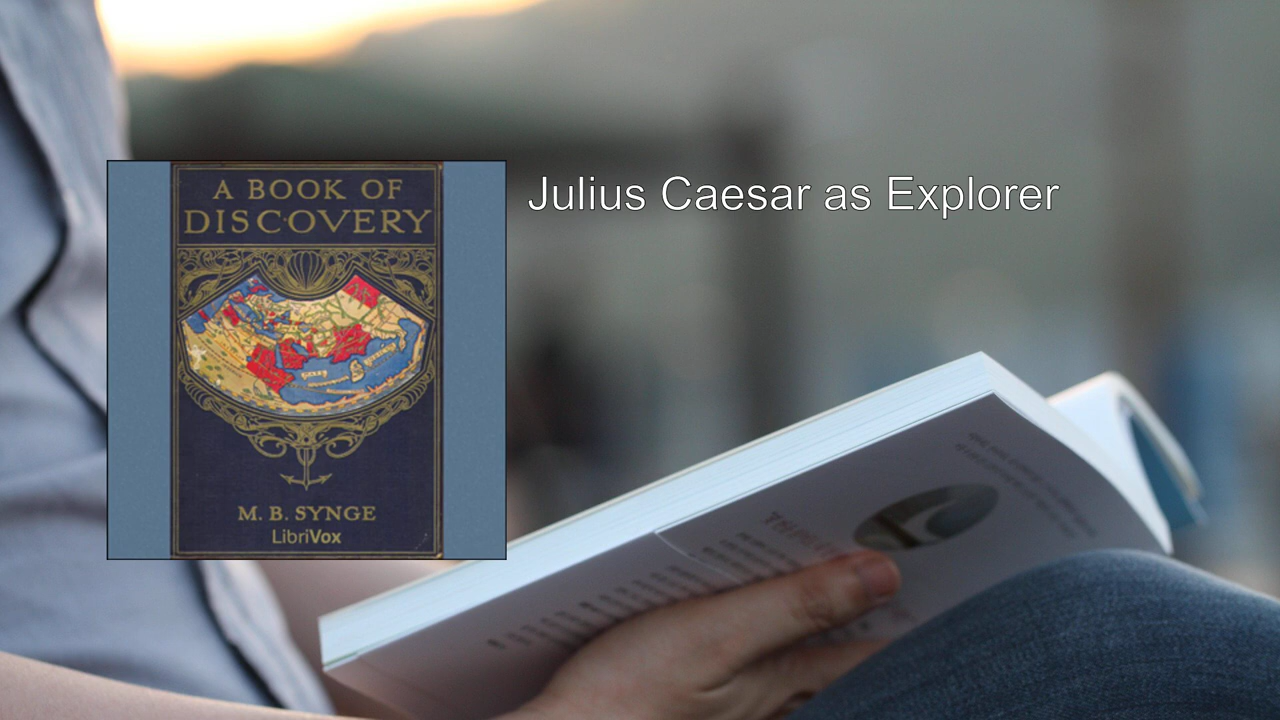 A BOOK OF
DISCOVERY
M. B. SYNGE
LibriVox
Julius Caesar as Explorer